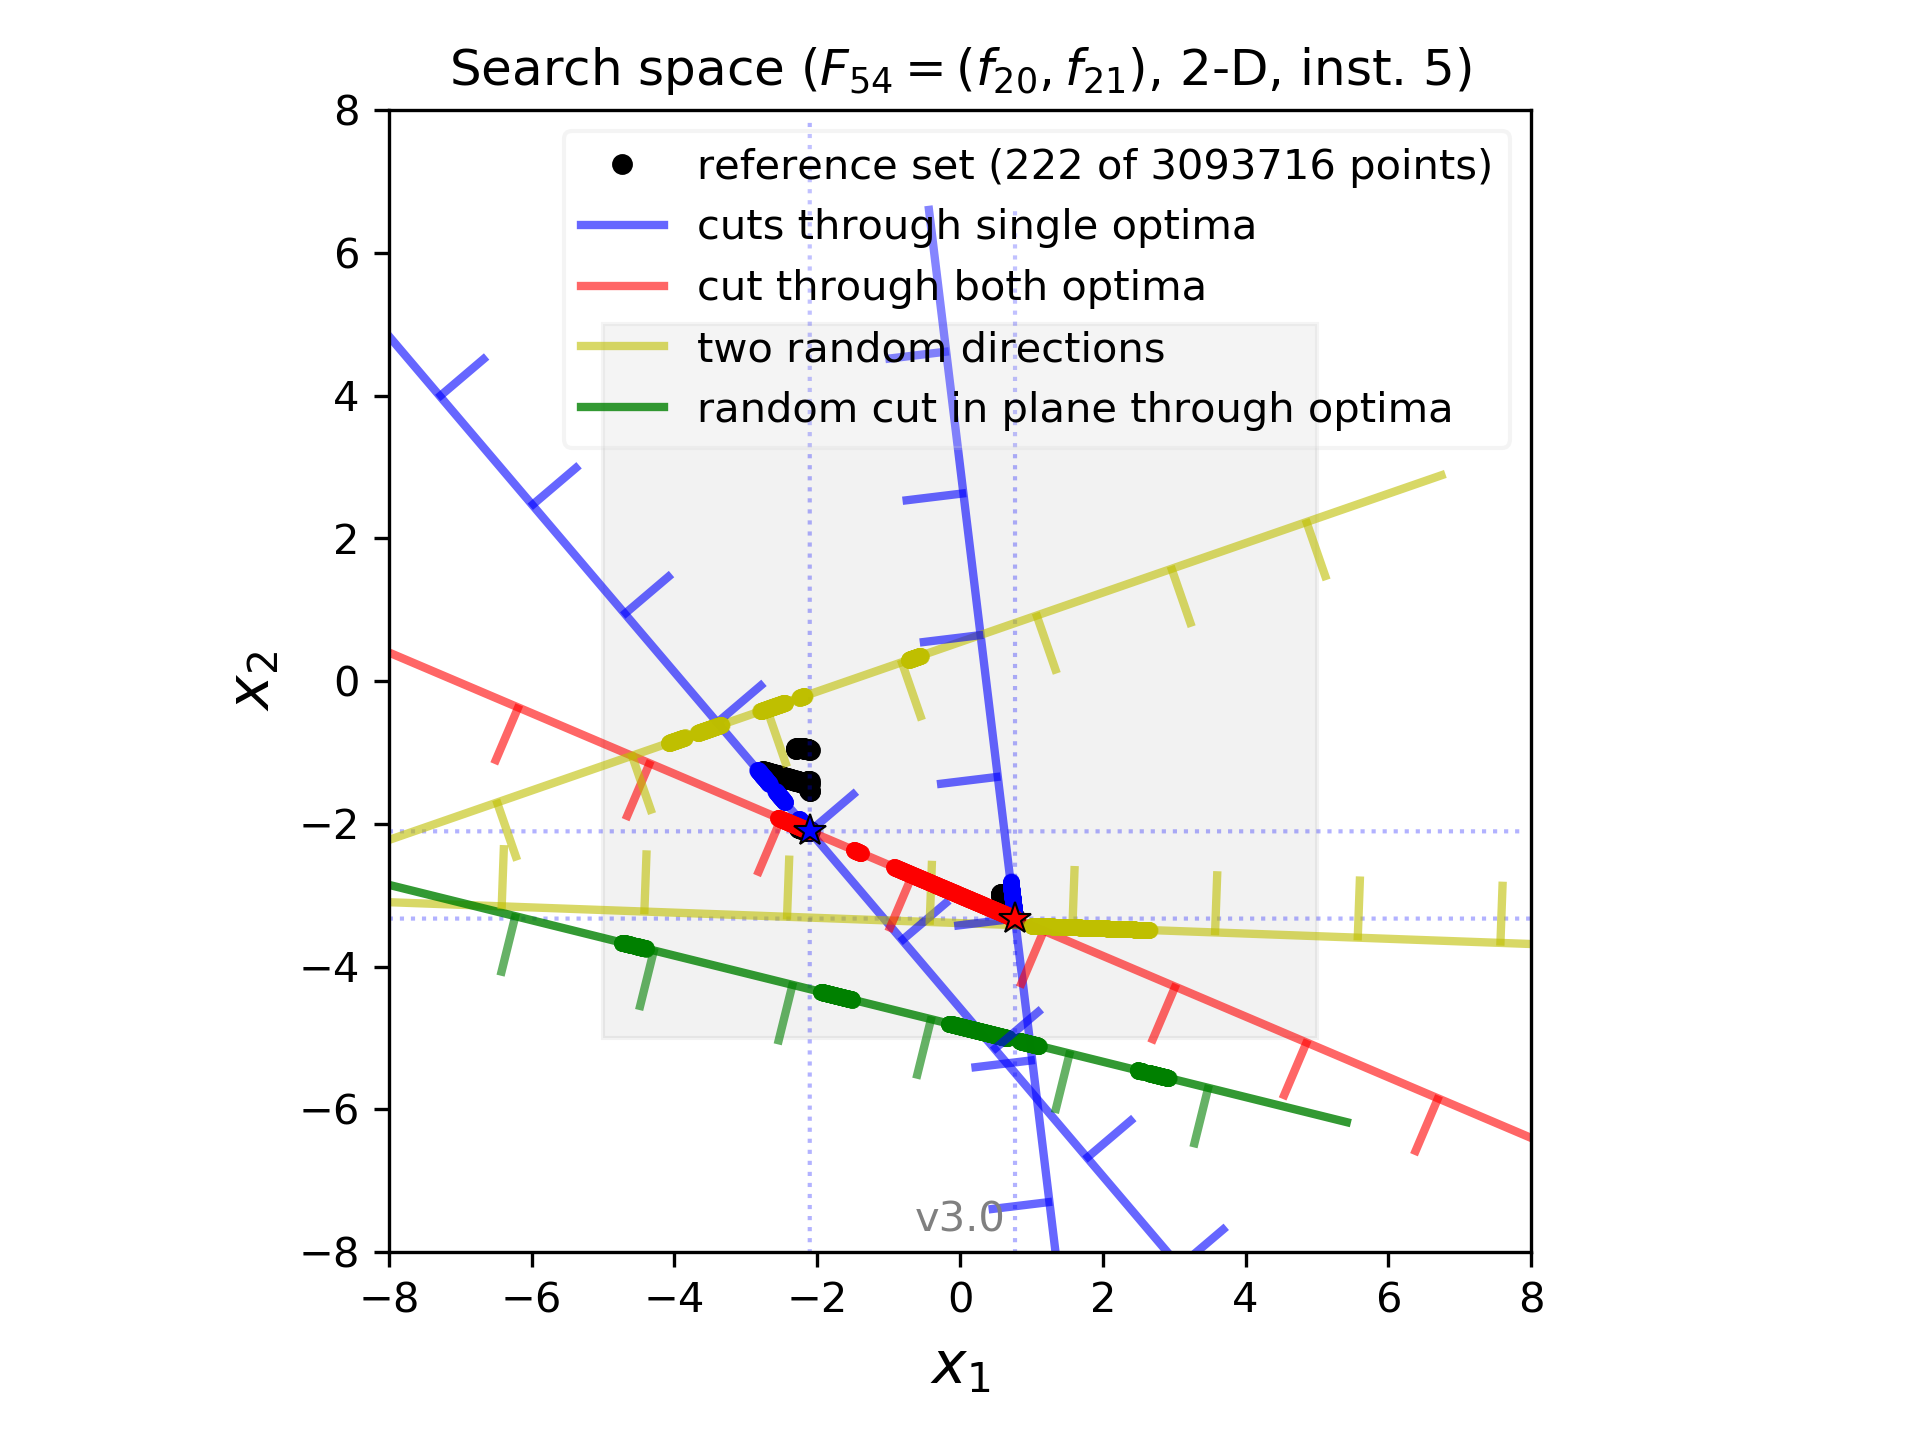 Search space (F54 = (f20, f21), 2-D, inst. 5)
reference set (222 of 3093716 points)
cuts through single optima
cut through both optima
two random directions
random cut in plane through optima
8
6
4
2
0
−2
−4
−6
−8
x2
v3.0
−8 −6 −4 −2 0 2 4 6 8
x1